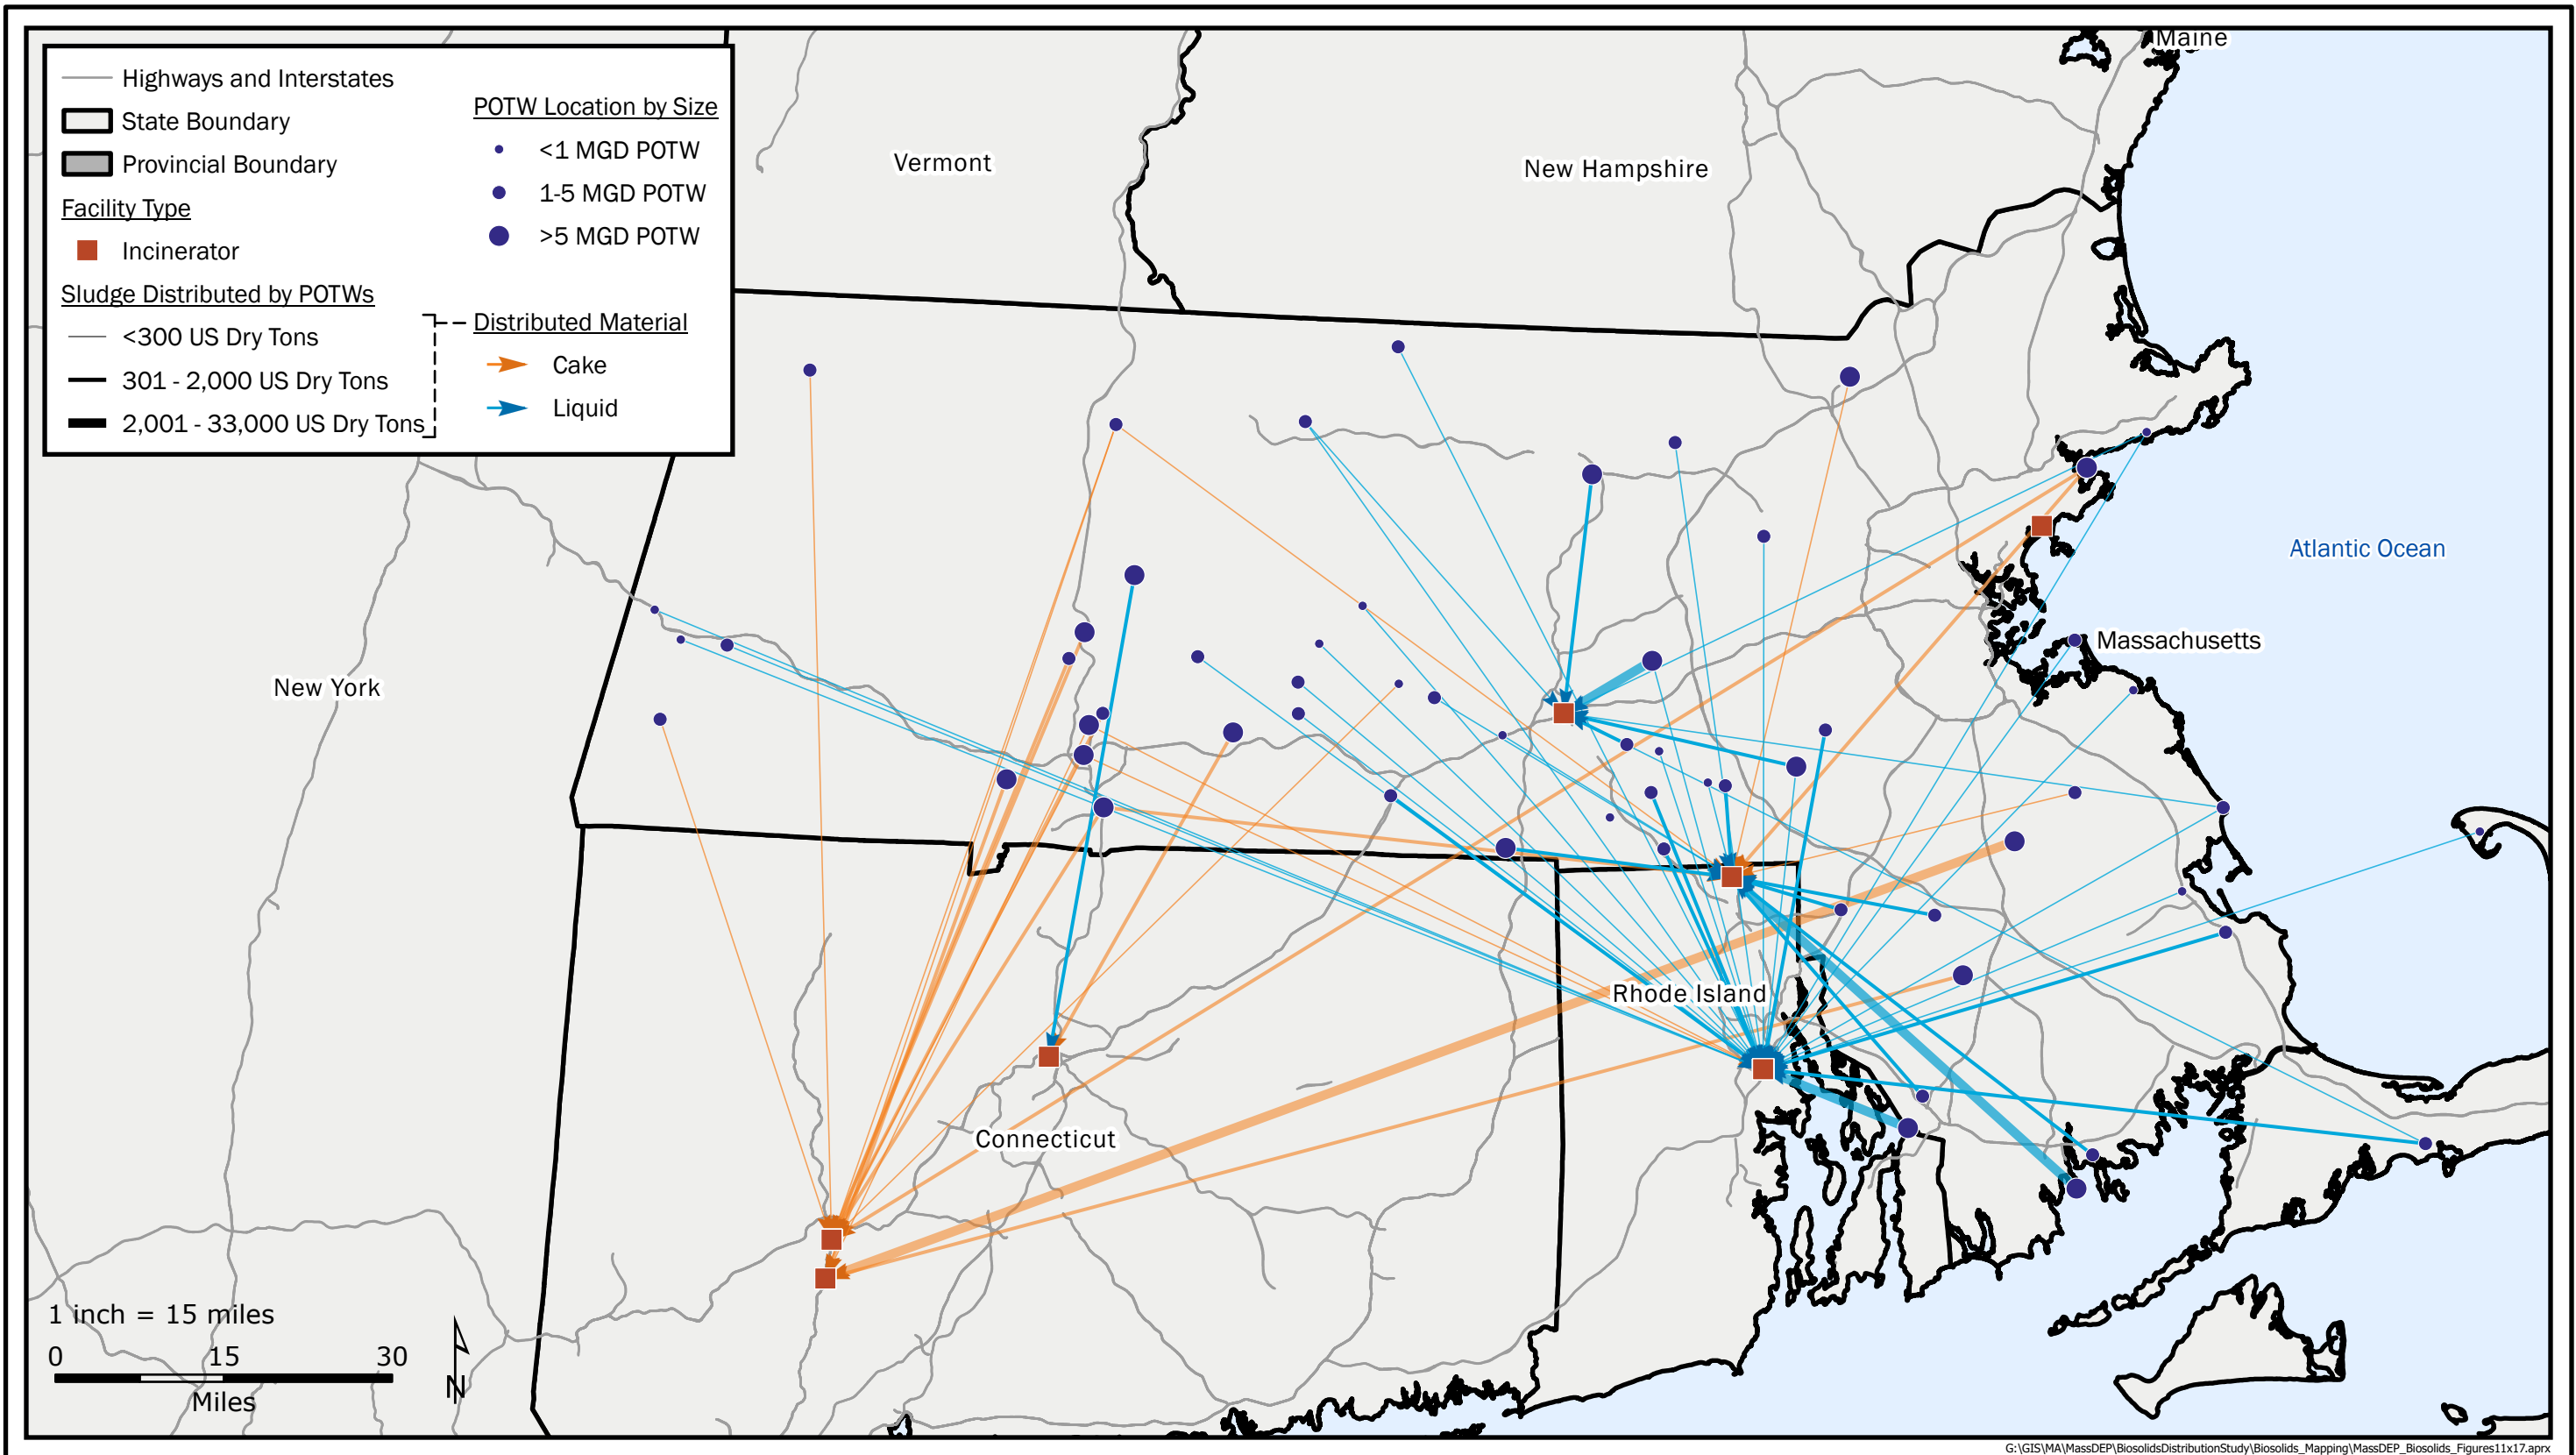 Maine
Highways and Interstates
State Boundary
Provincial Boundary
Facility Type
Incinerator
Sludge Distributed by POTWs
<300 US Dry Tons
301 - 2,000 US Dry Tons
2,001 - 33,000 US Dry Tons
POTW Location by Size
<1 MGD POTW
1-5 MGD POTW
>5 MGD POTW
Distributed Material
Cake
Liquid
Vermont
New Hampshire
Atlantic Ocean
Massachusetts
New York
Rhode Island
Connecticut
1 inch = 15 miles
0 15 30
Miles
N
G:\GIS\MA\MassDEP\BiosolidsDistributionStudy\Biosolids_Mapping\MassDEP_Biosolids_Figures11x17.aprx